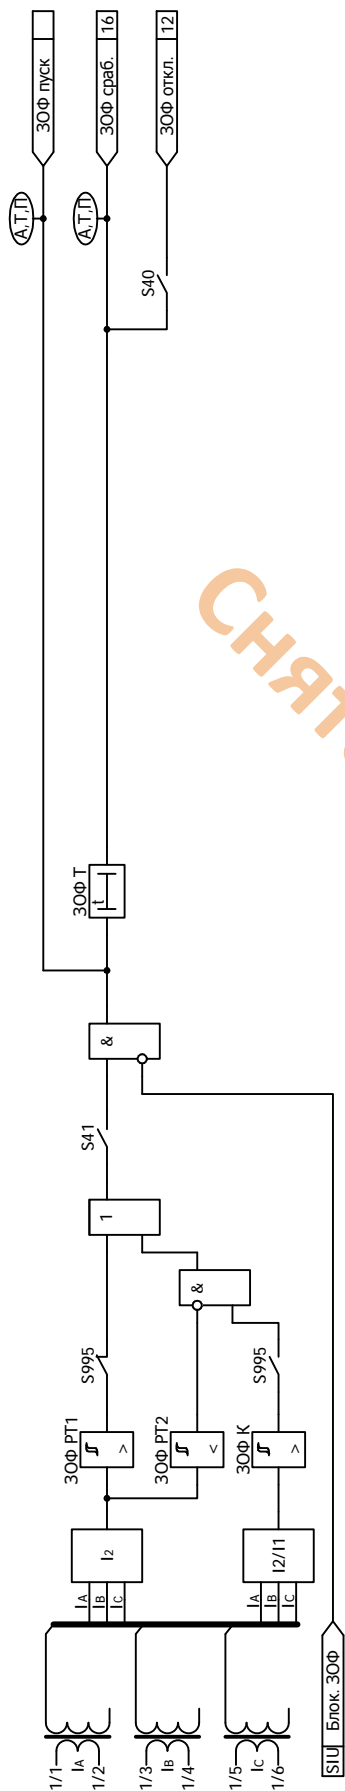 ЗОФ пуск
ЗОФ сраб. 16
ЗОФ откл. 12
А,Т,П
А,Т,П
S40
ЗОФ Т
t
&
S41
1
&
S995
S995
ЗОФ РТ1
>
ЗОФ РТ2
<
ЗОФ К
>
I2
I2/I1
IA
IB
IC
IA
IB
IC
1/1
IA
1/2
1/3
IB
1/4
1/5
IC
1/6
SIU Блок. ЗОФ